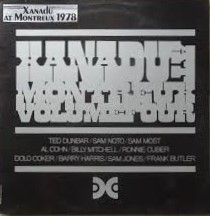 XANADU
AT MONTREUX 1978
XANADU
AT
MONTREUX
VOLUME FOUR
TED DUNBAR/SAM NOTO/SAM MOST
AL COHN/BILLY MITCHELL/RONNIE CUBER
DOLO COKER/BARRY HARRIS/SAM JONES/FRANK BUTLER